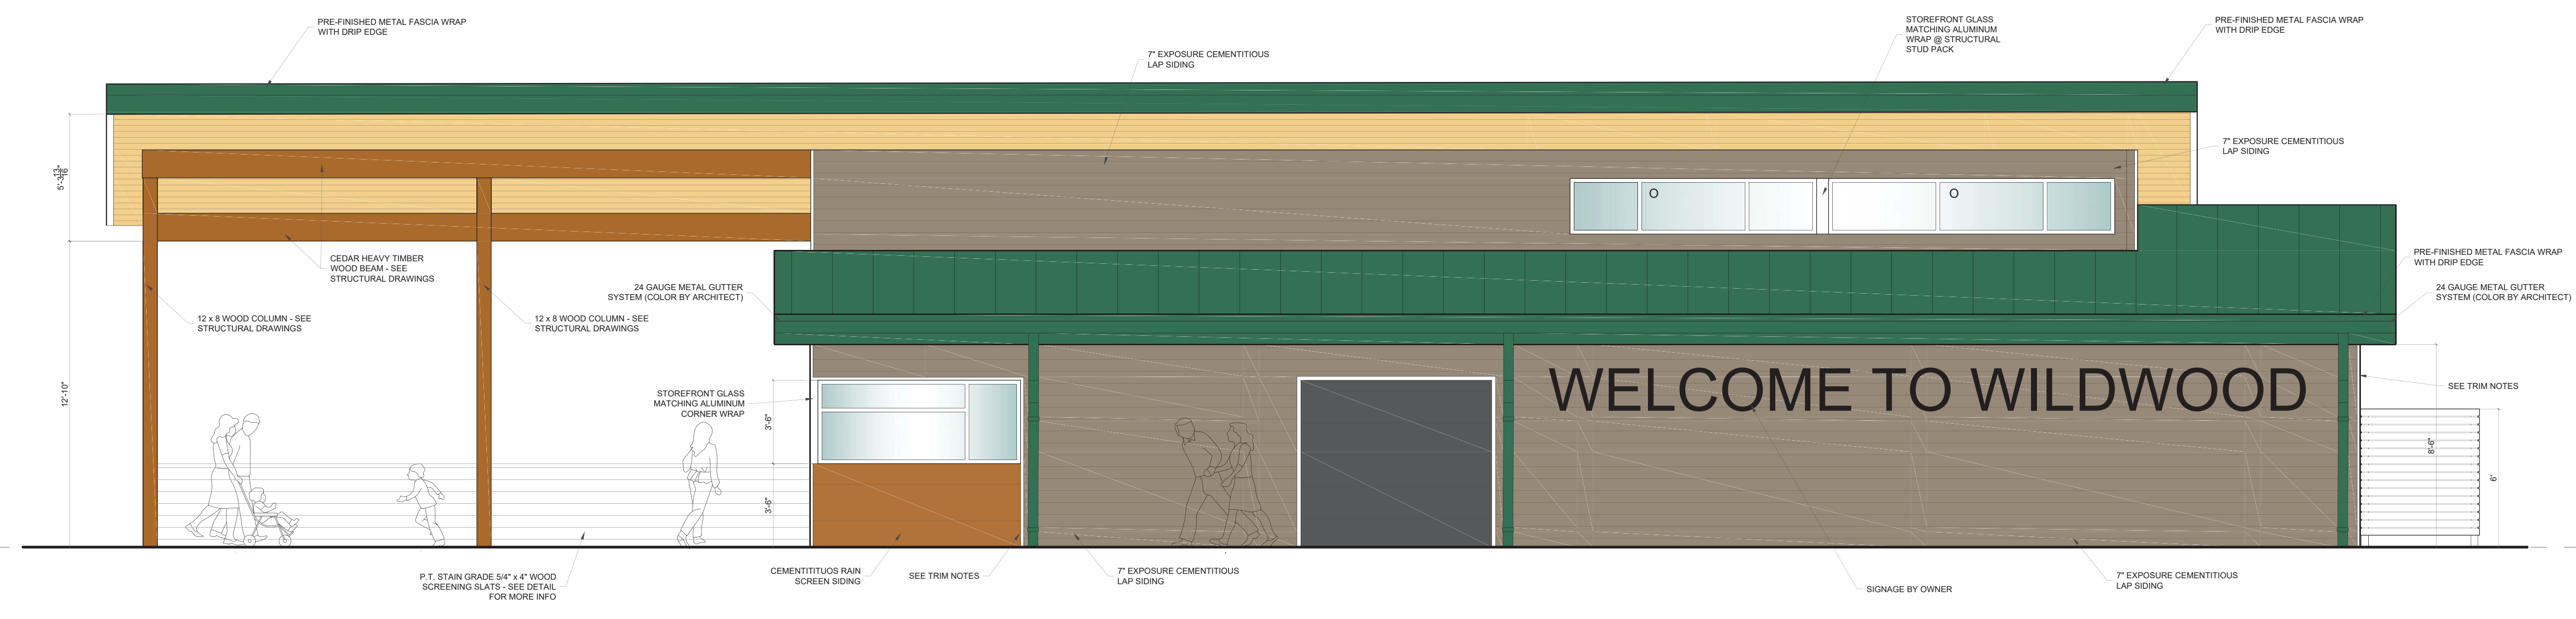 PRE-FINISHED METAL FASCIA WRAP
WITH DRIP EDGE
7" EXPOSURE CEMENTITIOUS
LAP SIDING
STOREFRONT GLASS
MATCHING ALUMINUM
WRAP @ STRUCTURAL
STUD PACK
PRE-FINISHED METAL FASCIA WRAP
WITH DRIP EDGE
7" EXPOSURE CEMENTITIOUS
LAP SIDING
5'-3 13/16"
O
O
CEDAR HEAVY TIMBER
WOOD BEAM - SEE
STRUCTURAL DRAWINGS
PRE-FINISHED METAL FASCIA WRAP
WITH DRIP EDGE
24 GAUGE METAL GUTTER
SYSTEM (COLOR BY ARCHITECT)
24 GAUGE METAL GUTTER
SYSTEM (COLOR BY ARCHITECT)
12 x 8 WOOD COLUMN - SEE
STRUCTURAL DRAWINGS
12 x 8 WOOD COLUMN - SEE
STRUCTURAL DRAWINGS
12'-10"
STOREFRONT GLASS
MATCHING ALUMINUM
CORNER WRAP
3'-6"
WELCOME TO WILDWOOD
SEE TRIM NOTES
8'-6"
6'
3'-6"
P.T. STAIN GRADE 5/4" x 4" WOOD
SCREENING SLATS - SEE DETAIL
FOR MORE INFO
CEMENTITITUOS RAIN
SCREEN SIDING
SEE TRIM NOTES
7" EXPOSURE CEMENTITIOUS
LAP SIDING
SIGNAGE BY OWNER
7" EXPOSURE CEMENTITIOUS
LAP SIDING